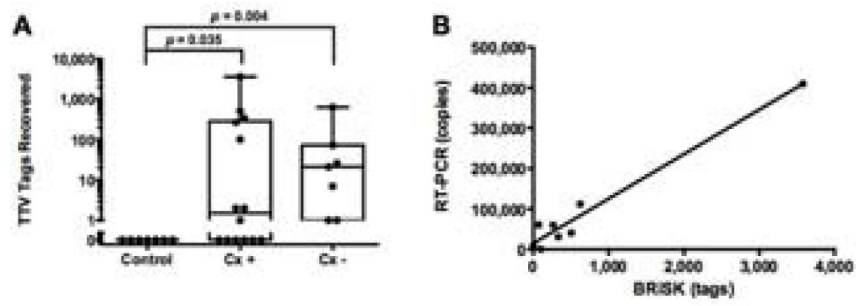 A
p = 0.004
p = 0.035
TTV Tags Recovered
10,000
1,000
100
10
1
0
Control
Cx +
Cx -
B
RT-PCR (copies)
500,000
400,000
300,000
200,000
100,000
0
0
1,000
2,000
3,000
4,000
BRiSK (tags)